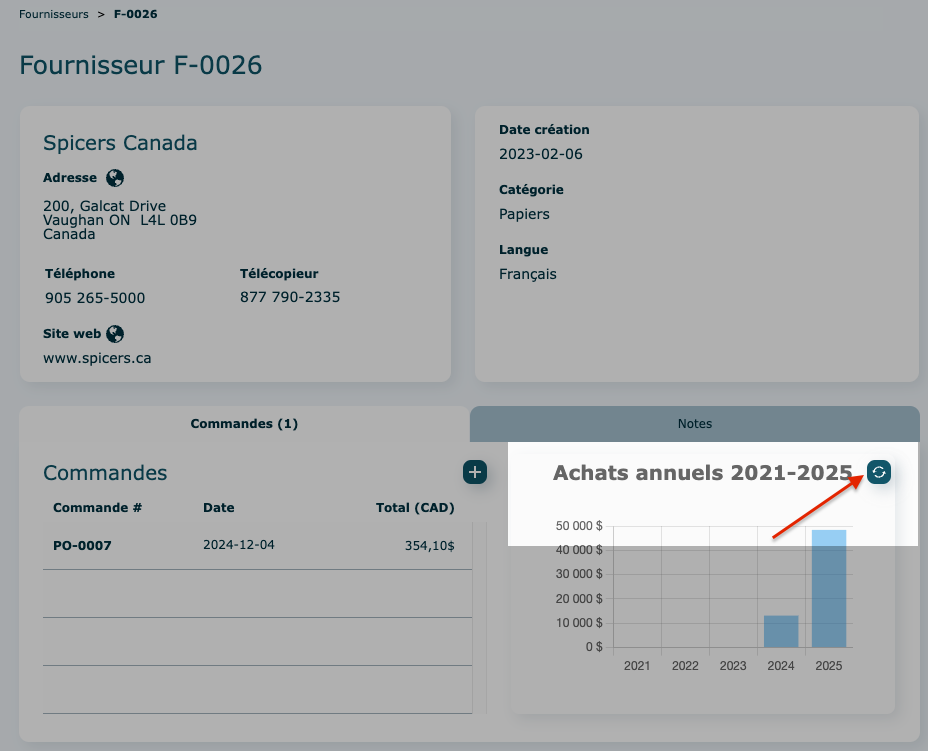 Fournisseurs > F-0026
Fournisseur F-0026
Spicers Canada
Adresse
200, Galcat Drive
Vaughan ON  L4L 0B9
Canada
Téléphone
905 265-5000
Télécopieur
877 790-2335
Site web
www.spicers.ca
Date création
2023-02-06
Catégorie
Papiers
Langue
Français
Commandes (1)
Notes
Commandes
Commande # Date Total (CAD)
PO-0007 2024-12-04 354,10$
Achats annuels 2021-2025
50 000 $
40 000 $
30 000 $
20 000 $
10 000 $
0 $
2021 2022 2023 2024 2025